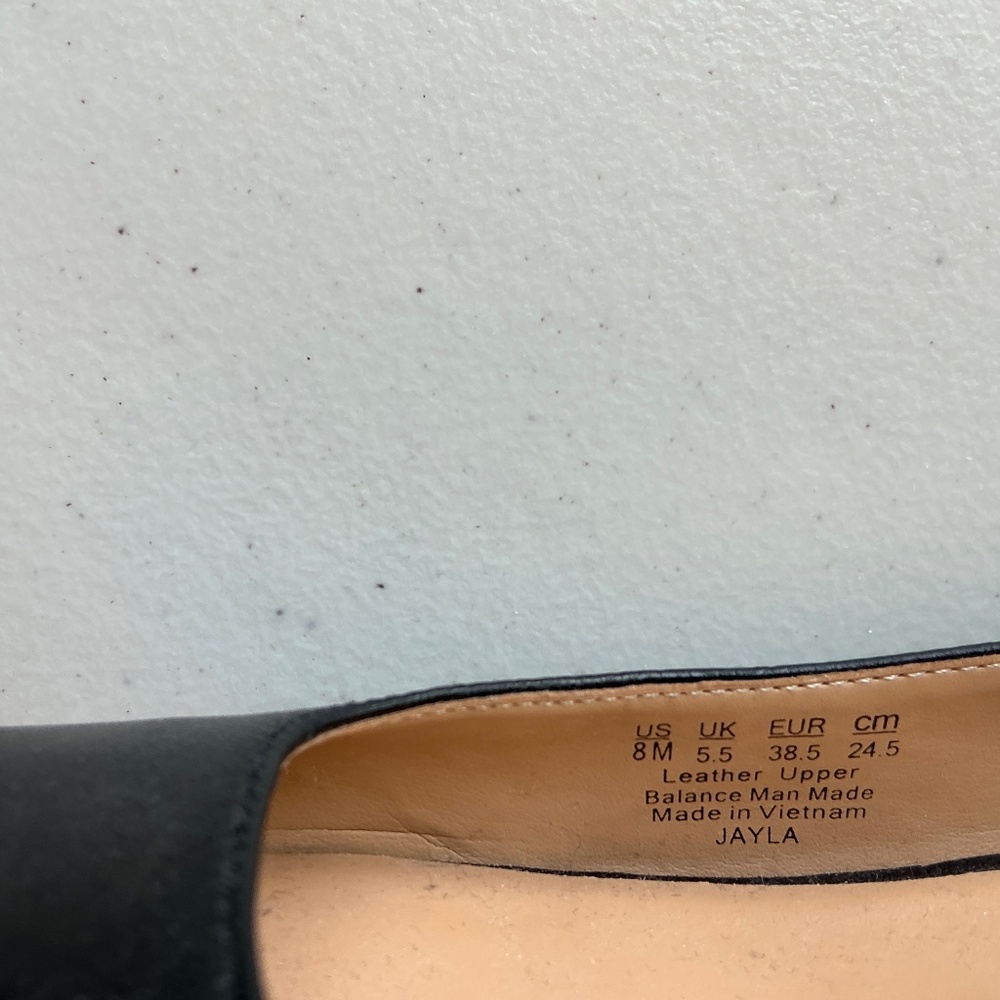 US UK EUR cm
8 M 5.5 38.5 24.5
Leather Upper
Balance Man Made
Made in Vietnam
JAYLA